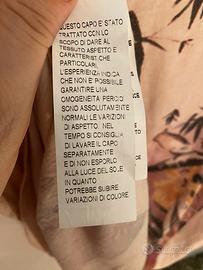 QUESTO CAPO E' STATO
TRATTATO CON LO
SCOPO DI DARE AL
TESSUTO ASPETTO E
CARATTERISTICHE
PARTICOLARI.
L'ESPERIENZA INDICA
CHE NON E' POSSIBILE
GARANTIRE UNA
OMOGENEITA' PERCIO'
SONO ASSOLUTAMENTE
NORMALI LE VARIAZIONI
DI ASPETTO. NEL
TEMPO SI CONSIGLIA
DI LAVARE IL CAPO
SEPARATAMENTE
E DI NON ESPORLO
ALLA LUCE DEL SOLE
IN QUANTO
POTREBBE SUBIRE
VARIAZIONI DI COLORE.